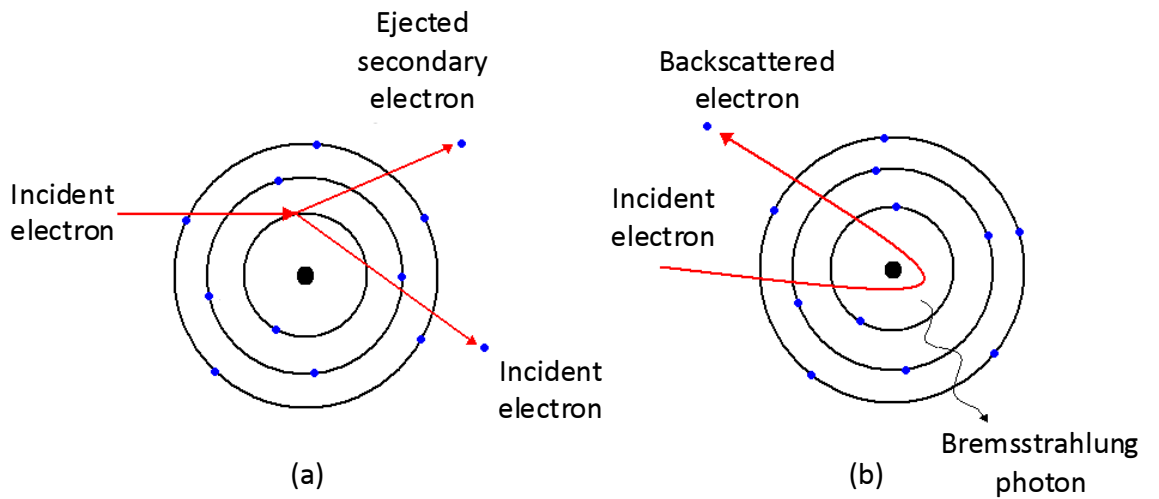 Ejected
secondary
electron
Incident
electron
Incident
electron
(a)
Backscattered
electron
Incident
electron
Bremsstrahlung
photon
(b)